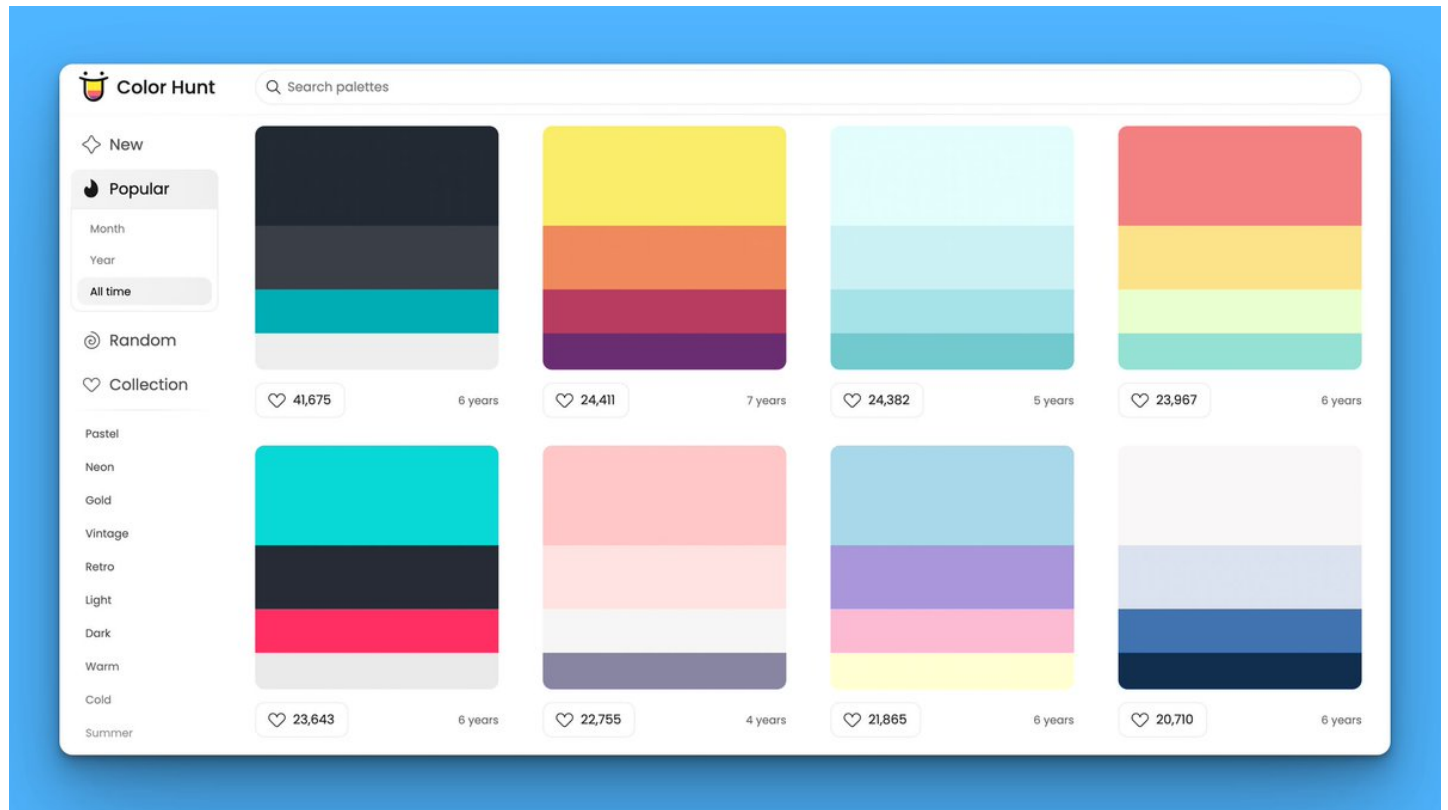 Color Hunt
Search palettes
New
Popular
Month
Year
All time
Random
Collection
Pastel
Neon
Gold
Vintage
Retro
Light
Dark
Warm
Cold
Summer
41,675 6 years
24,411 7 years
24,382 5 years
23,967 6 years
23,643 6 years
22,755 4 years
21,865 6 years
20,710 6 years